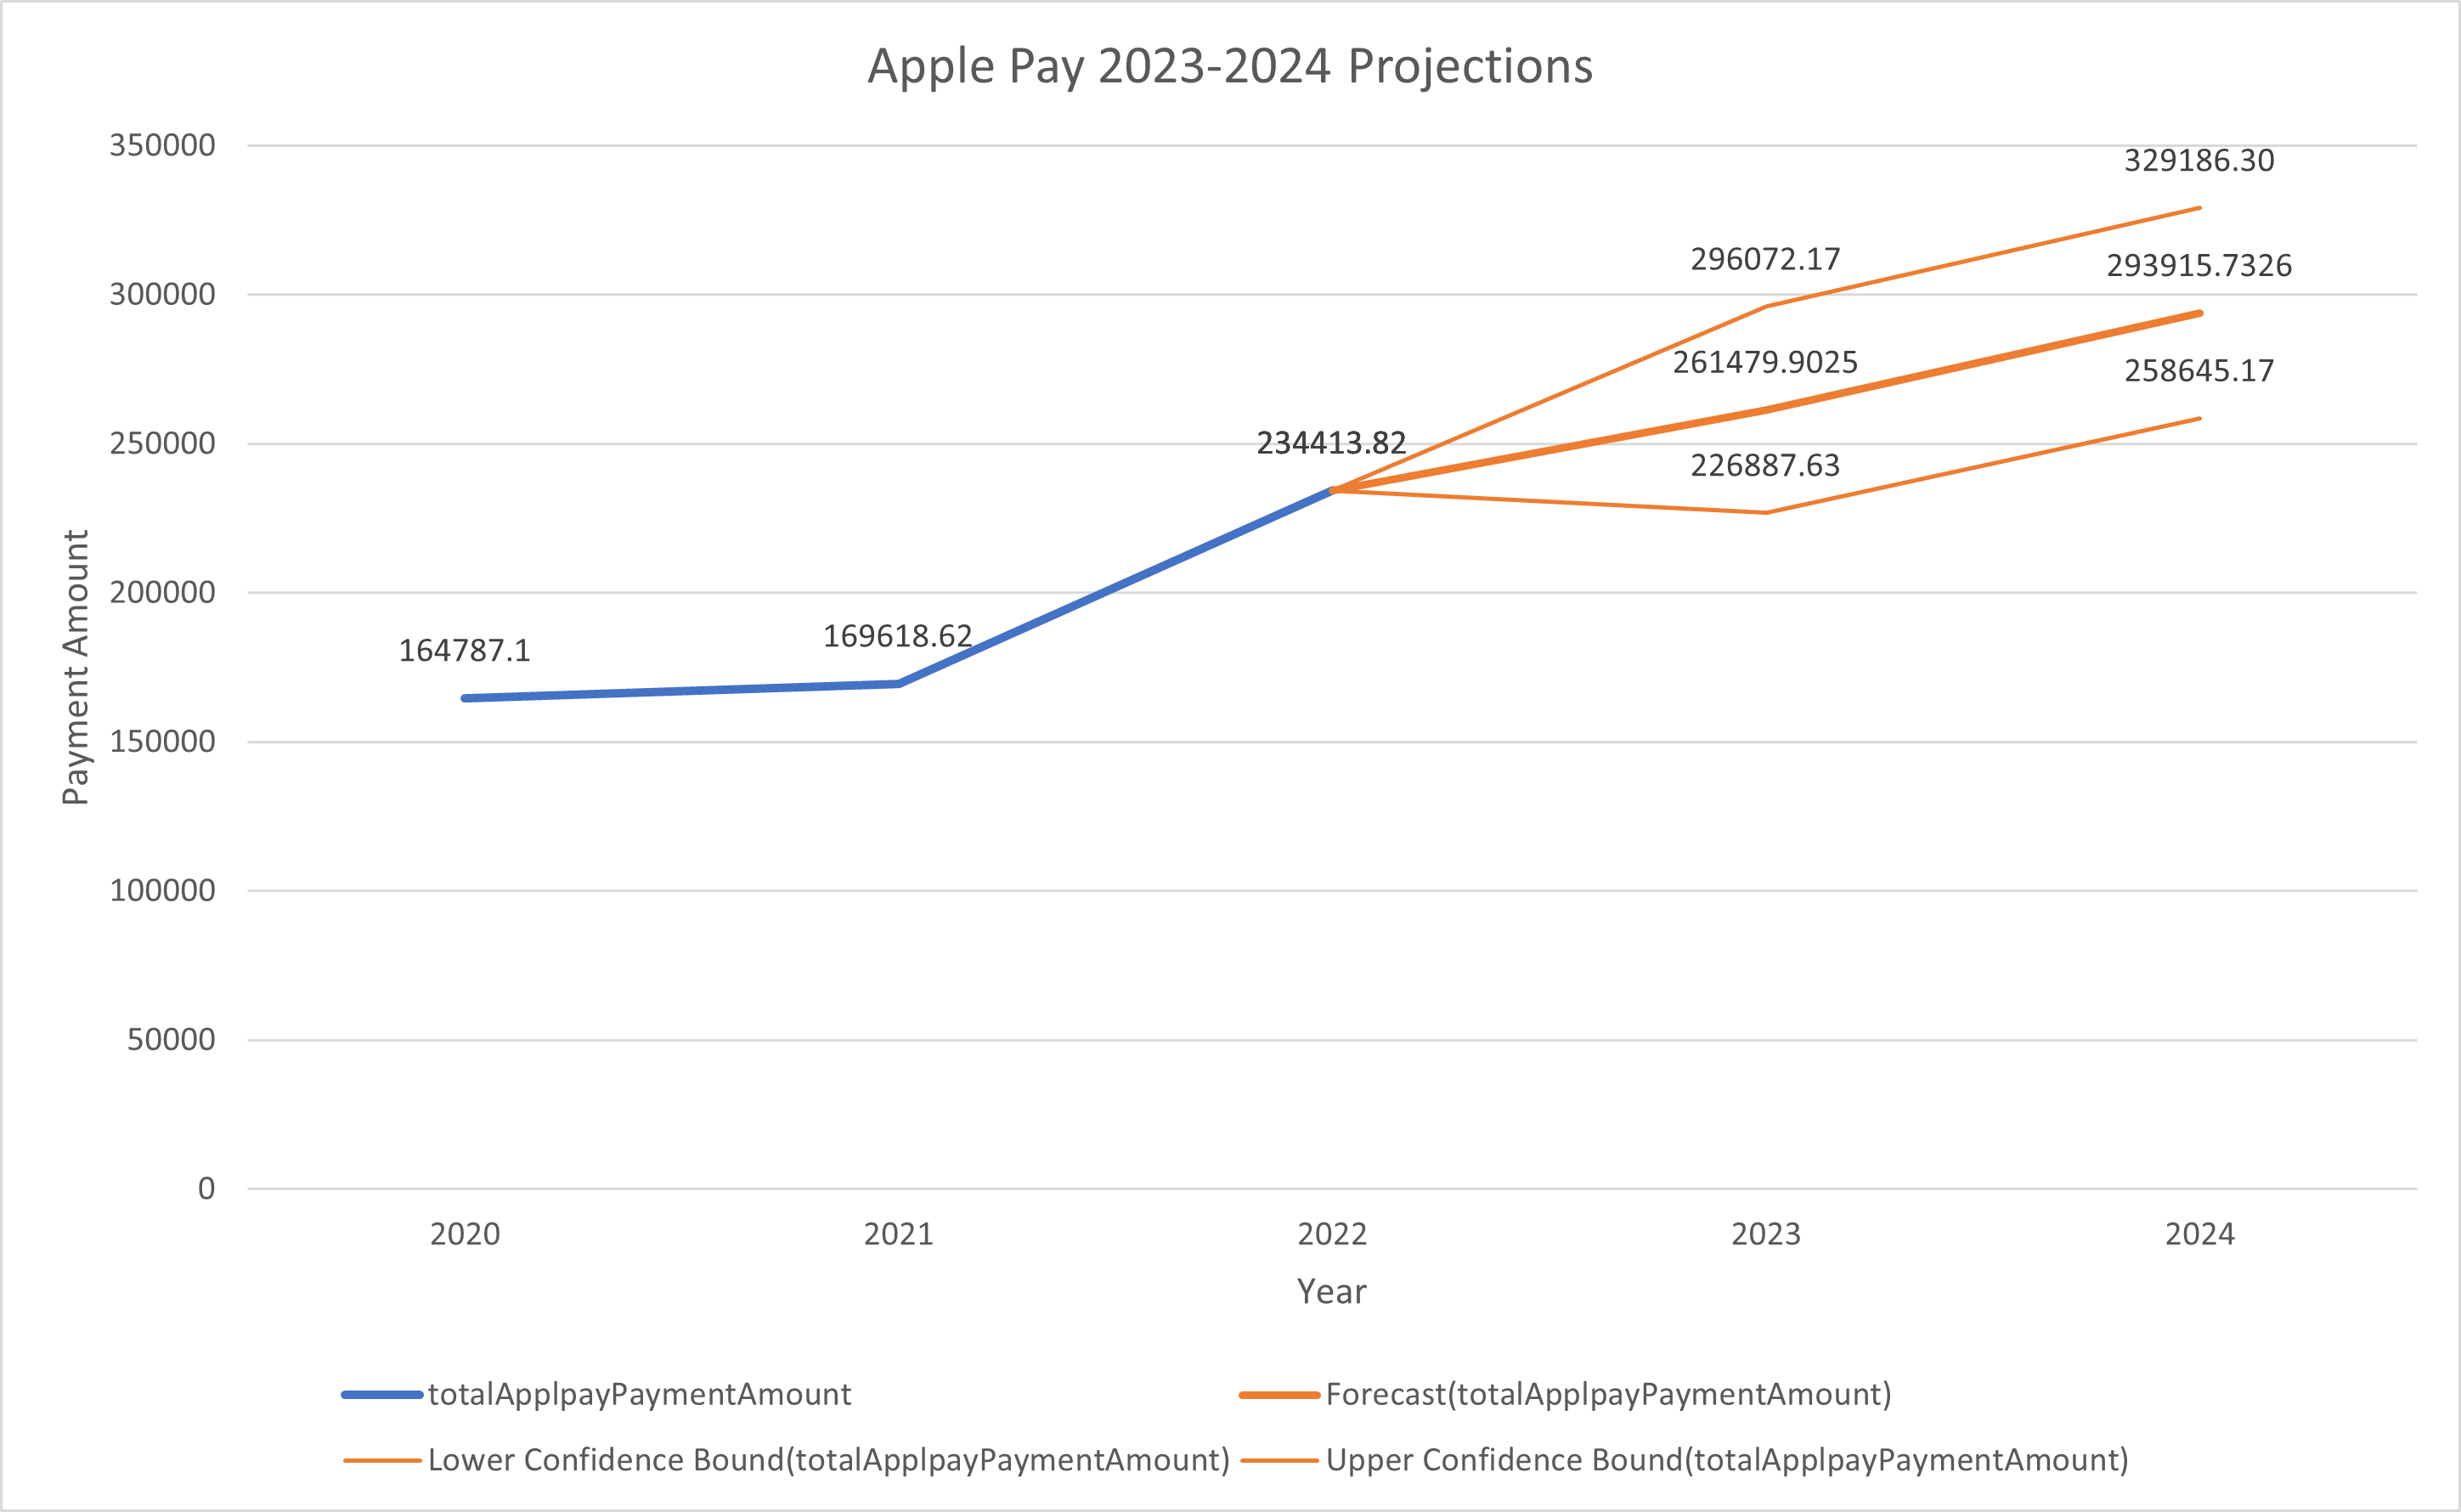 Apple Pay 2023-2024 Projections
350000
300000
250000
200000
150000
100000
50000
0
Payment Amount
164787.1
169618.62
234413.82
296072.17
261479.9025
226887.63
329186.30
293915.7326
258645.17
2020 2021 2022 2023 2024
Year
totalApplpayPaymentAmount Forecast(totalApplpayPaymentAmount)
Lower Confidence Bound(totalApplpayPaymentAmount) Upper Confidence Bound(totalApplpayPaymentAmount)